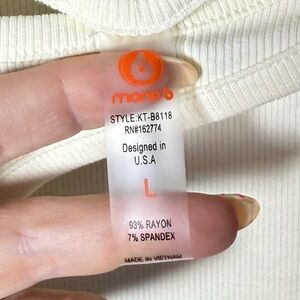 mono b
STYLE:KT-B8118
RN#162774
Designed in
U.S.A
L
93% RAYON
7% SPANDEX
MADE IN VIETNAM